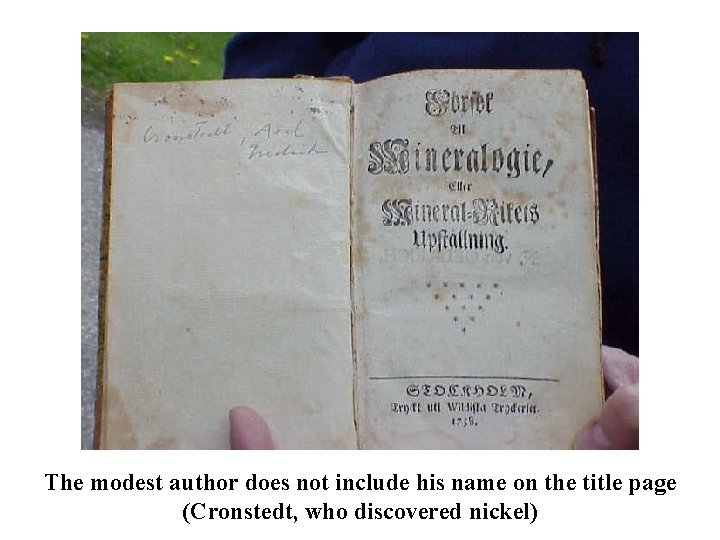 Cronstedt, Axel
Fredrik
Försök
Til
Mineralogie,
Eller
Mineral-Rikets
Upställning.
STOCKHOLM,
Tryckt uti Wildiska Tryckeriet.
1758.
The modest author does not include his name on the title page
(Cronstedt, who discovered nickel)